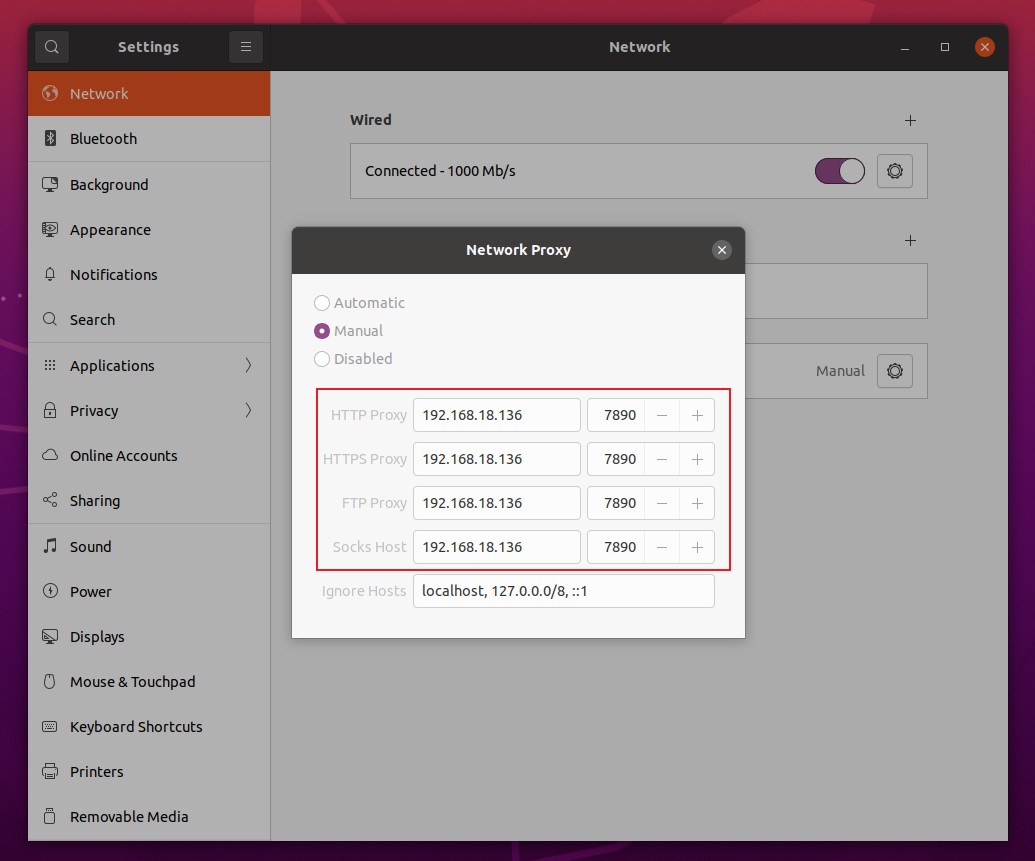 Settings
Network
Network
Bluetooth
Background
Appearance
Notifications
Search
Applications
Privacy
Online Accounts
Sharing
Sound
Power
Displays
Mouse & Touchpad
Keyboard Shortcuts
Printers
Removable Media
Wired
Connected - 1000 Mb/s
Manual
Network Proxy
Automatic
Manual
Disabled
HTTP Proxy 192.168.18.136 7890 − +
HTTPS Proxy 192.168.18.136 7890 − +
FTP Proxy 192.168.18.136 7890 − +
Socks Host 192.168.18.136 7890 − +
Ignore Hosts localhost, 127.0.0.0/8, ::1